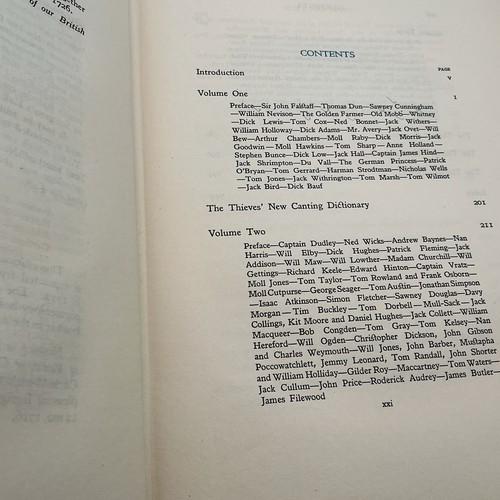 1726.
of our British
CONTENTS
PAGE
Introduction v
Volume One 1
Preface—Sir John Falstaff—Thomas Dun—Sawney Cunningham
—William Nevison—The Golden Farmer—Old Mobb—Whitney
—Dick Lewis—Tom Cox—Ned Bonnet—Jack Withers—
William Holloway—Dick Adams—Mr. Avery—Jack Ovet—Will
Bew—Arthur Chambers—Moll Raby—Dick Morris—Jack
Goodwin—Moll Hawkins—Tom Sharp—Anne Holland—
Stephen Bunce—Dick Low—Jack Hall—Captain James Hind—
Jack Shrimpton—Du Vall—The German Princess—Patrick
O'Bryan—Tom Gerrard—Harman Strodtman—Nicholas Wells
—Tom Jones—Jack Withrington—Tom Marsh—Tom Wilmot
—Jack Bird—Dick Bauf
The Thieves' New Canting Dictionary 201
Volume Two 211
Preface—Captain Dudley—Ned Wicks—Andrew Baynes—Nan
Harris—Will Elby—Dick Hughes—Patrick Fleming—Jack
Addison—Will Maw—Will Lowther—Madam Churchill—Will
Gettings—Richard Keele—Edward Hinton—Captain Vratz—
Moll Jones—Tom Taylor—Tom Rowland and Frank Osborn—
Moll Cutpurse—George Seager—Tom Austin—Jonathan Simpson
—Isaac Atkinson—Simon Fletcher—Sawney Douglas—Davy
Morgan—Tim Buckley—Tom Dorbell—Mull-Sack—Jack
Collings, Kit Moore and Daniel Hughes—Jack Collett—William
Macqueer—Bob Congden—Tom Gray—Tom Kelsey—Nan
Hereford—Will Ogden—Christopher Dickson, John Gibson
and Charles Weymouth—Will Jones, John Barber, Mustapha
Pocowatchlett, Jemmy Leonard, Tom Randall, John Shorter
and William Holliday—Gilder Roy—Maccartney—Tom Waters—
Jack Cullum—John Price—Roderick Audrey—James Butler—
James Filewood
xxi